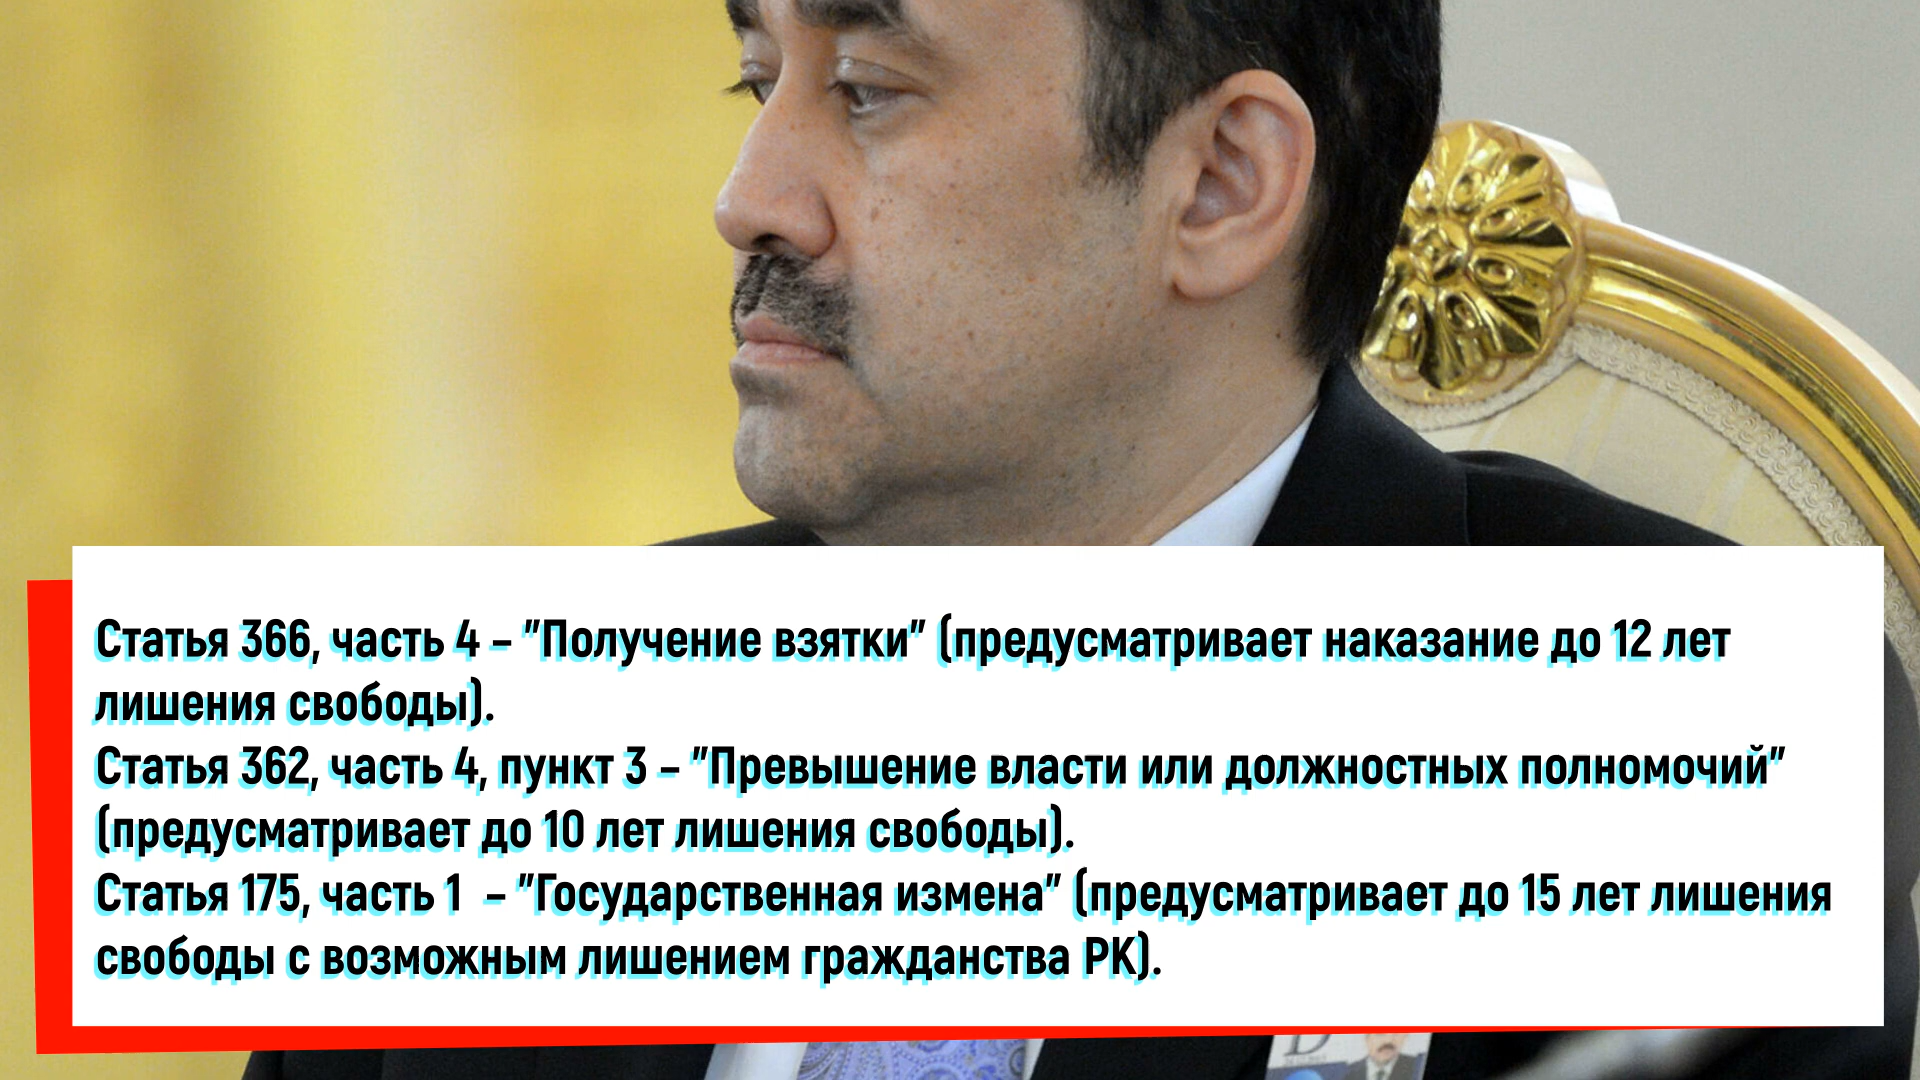 Статья 366, часть 4 – "Получение взятки" (предусматривает наказание до 12 лет
лишения свободы).
Статья 362, часть 4, пункт 3 – "Превышение власти или должностных полномочий"
(предусматривает до 10 лет лишения свободы).
Статья 175, часть 1  – "Государственная измена" (предусматривает до 15 лет лишения
свободы с возможным лишением гражданства РК).
D